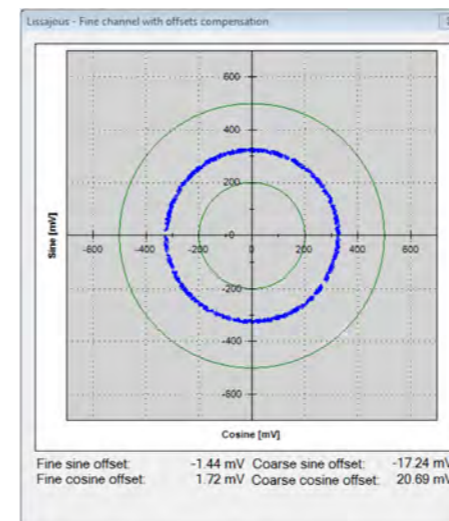 Lissajous - Fine channel with offsets compensation
600
400
200
-600 -400 -200 0 200 400 600
-200
-400
-600
Sine [mV]
Cosine [mV]
Fine sine offset: -1.44 mV Coarse sine offset: -17.24 mV
Fine cosine offset: 1.72 mV Coarse cosine offset: 20.69 mV